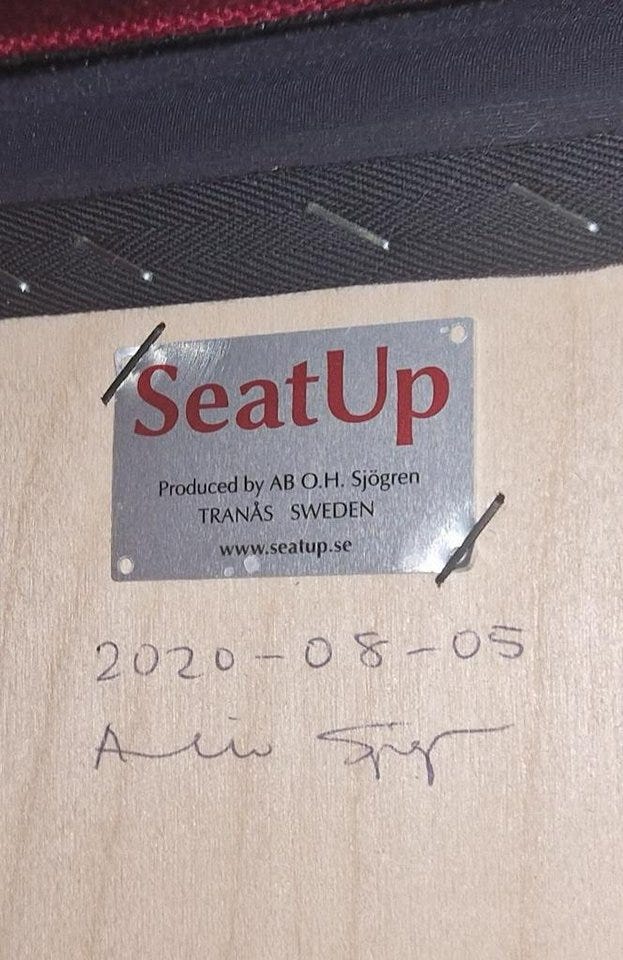 SeatUp
Produced by AB O.H. Sjögren
TRANÅS SWEDEN
www.seatup.se
2020-08-05